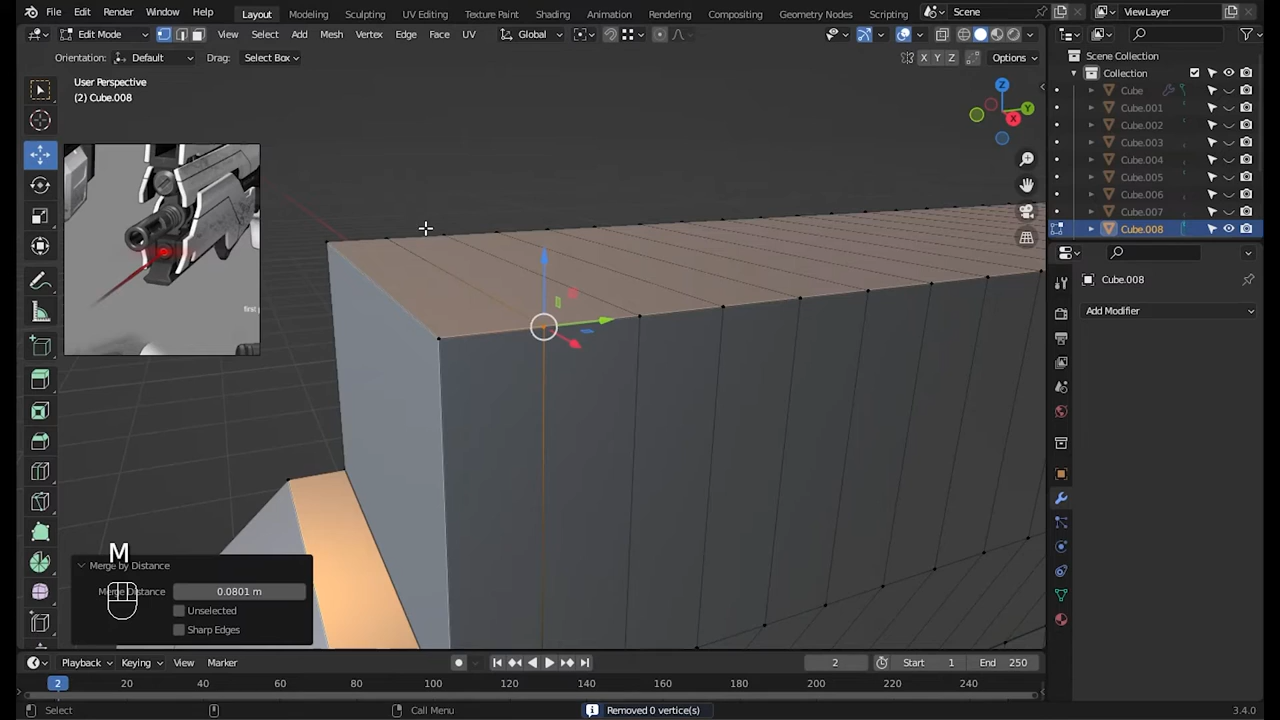 File Edit Render Window Help Layout Modeling Sculpting UV Editing Texture Paint Shading Animation Rendering Compositing Geometry Nodes Scripting Scene ViewLayer
Edit Mode View Select Add Mesh Vertex Edge Face UV Global
Orientation: Default Drag: Select Box X Y Z Options
User Perspective
(2) Cube.008
Scene Collection
Collection
Cube
Cube.001
Cube.002
Cube.003
Cube.004
Cube.005
Cube.006
Cube.007
Cube.008
Z
Y
X
Cube.008
Add Modifier
first
M
Merge by Distance
Merge Distance 0.0801 m
Unselected
Sharp Edges
Playback Keying View Marker 2 Start 1 End 250
2 20 40 60 80 100 120 140 160 180 200 220 240
Select Call Menu Removed 0 vertice(s) 3.4.0